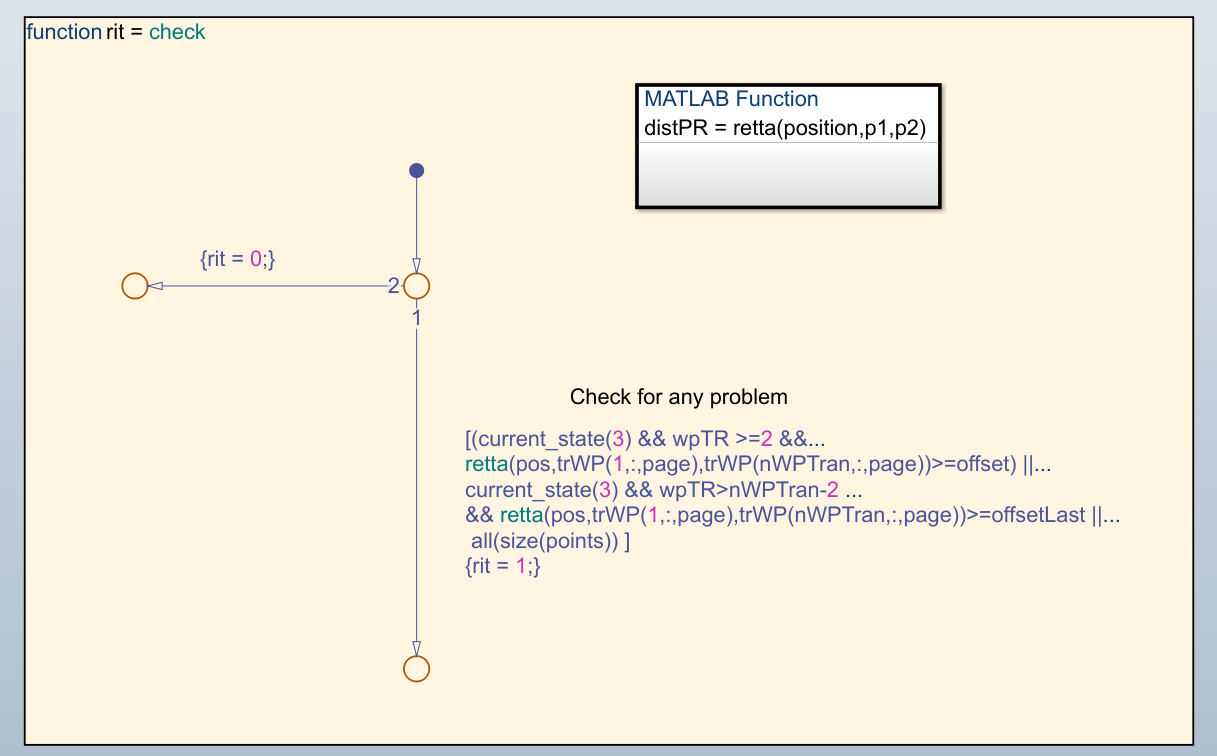 function rit = check
MATLAB Function
distPR = retta(position,p1,p2)
{rit = 0;}
2
1
Check for any problem
[(current_state(3) && wpTR >=2 &&...
retta(pos,trWP(1,:,page),trWP(nWPTran,:,page))>=offset) ||...
current_state(3) && wpTR>nWPTran-2 ...
&& retta(pos,trWP(1,:,page),trWP(nWPTran,:,page))>=offsetLast ||...
all(size(points)) ]
{rit = 1;}